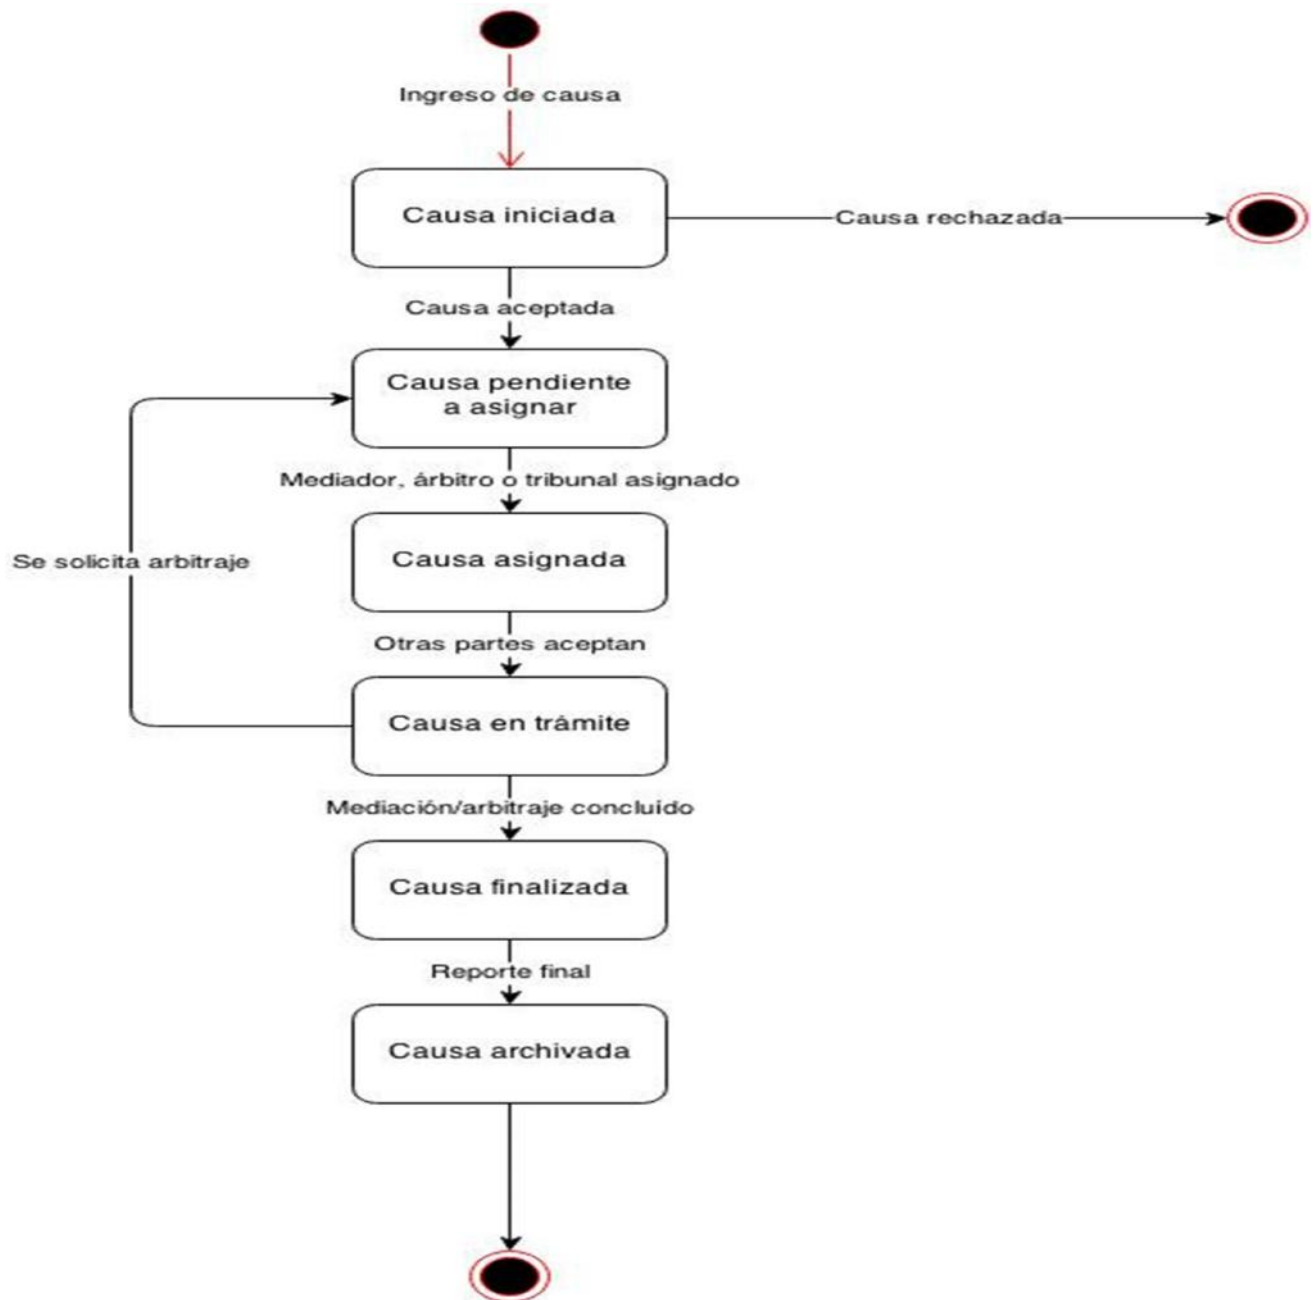 Ingreso de causa
Causa iniciada
Causa rechazada
Causa aceptada
Causa pendiente
a asignar
Mediador, árbitro o tribunal asignado
Causa asignada
Se solicita arbitraje
Otras partes aceptan
Causa en trámite
Mediación/arbitraje concluído
Causa finalizada
Reporte final
Causa archivada